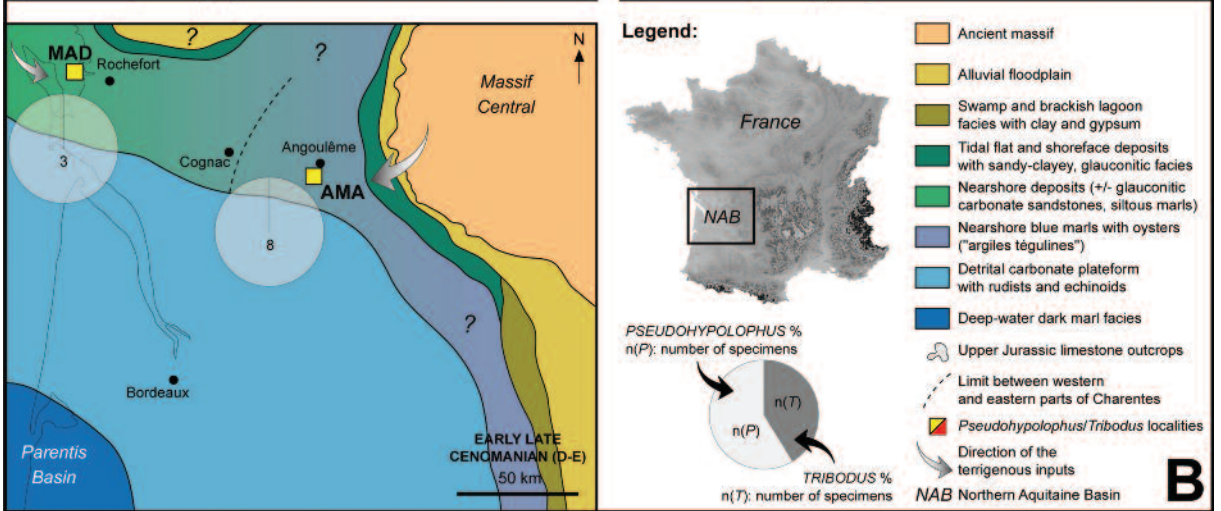 MAD
Rochefort
?
?
N
Massif
Central
3
Cognac
Angoulême
AMA
8
?
Bordeaux
Parentis
Basin
EARLY LATE
CENOMANIAN (D-E)
50 km
Legend:
France
NAB
PSEUDOHYPOLOPHUS %
n(P): number of specimens
n(T)
n(P)
TRIBODUS %
n(T): number of specimens
Ancient massif
Alluvial floodplain
Swamp and brackish lagoon
facies with clay and gypsum
Tidal flat and shoreface deposits
with sandy-clayey, glauconitic facies
Nearshore deposits (+/- glauconitic
carbonate sandstones, siltous marls)
Nearshore blue marls with oysters
("argiles tégulines")
Detrital carbonate plateform
with rudists and echinoids
Deep-water dark marl facies
Upper Jurassic limestone outcrops
Limit between western
and eastern parts of Charentes
Pseudohypolophus/Tribodus localities
Direction of the
terrigenous inputs
NAB Northern Aquitaine Basin
B